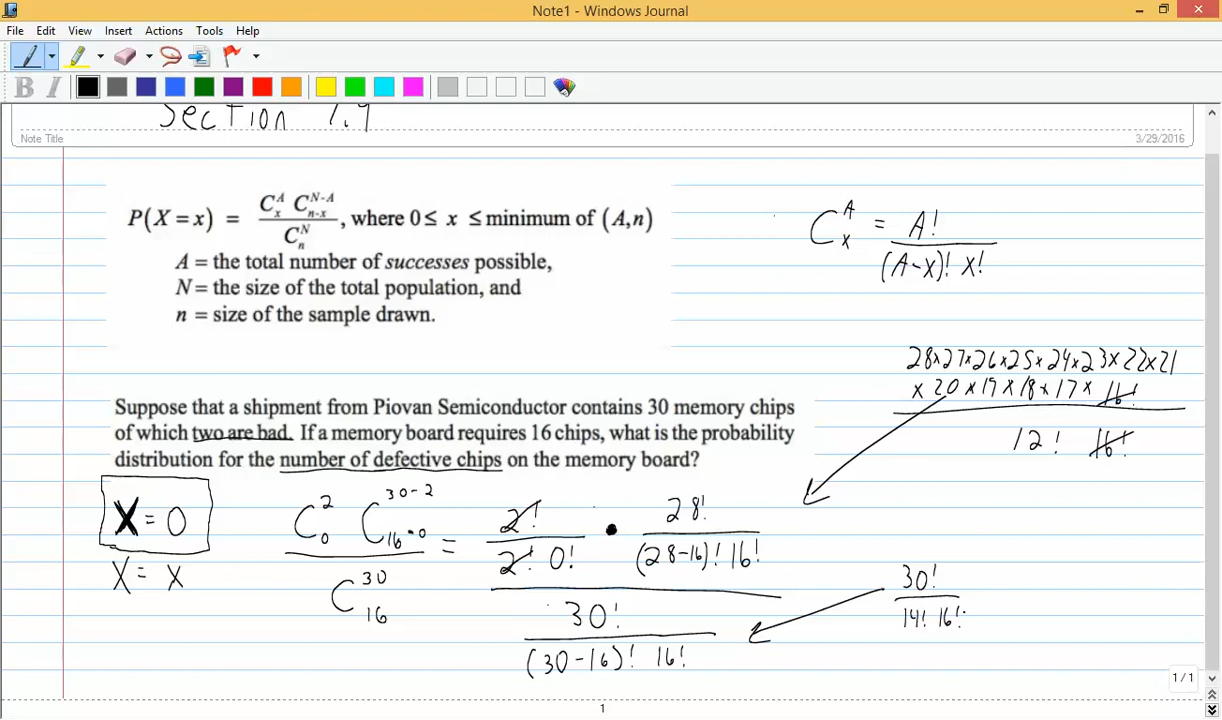 Note1 - Windows Journal
File Edit View Insert Actions Tools Help
B I
Section 7.4
Note Title
3/29/2016
P(X = x) = C_x^A C_{n-x}^{N-A} / C_n^N, where 0 ≤ x ≤ minimum of (A,n)
A = the total number of successes possible,
N = the size of the total population, and
n = size of the sample drawn.
C_x^A = A! / (A-x)! x!
28×27×26×25×24×23×22×21
× 20 × 19 × 18 × 17 × 16!
12! 16!
Suppose that a shipment from Piovan Semiconductor contains 30 memory chips
of which two are bad. If a memory board requires 16 chips, what is the probability
distribution for the number of defective chips on the memory board?
X = 0
X = x
C_0^2 C_{16-0}^{30-2} / C_16^30 = 2! / 2! 0! • 28! / (28-16)! 16!
30! / (30-16)! 16!
30! / 14! 16!
1 / 1
1